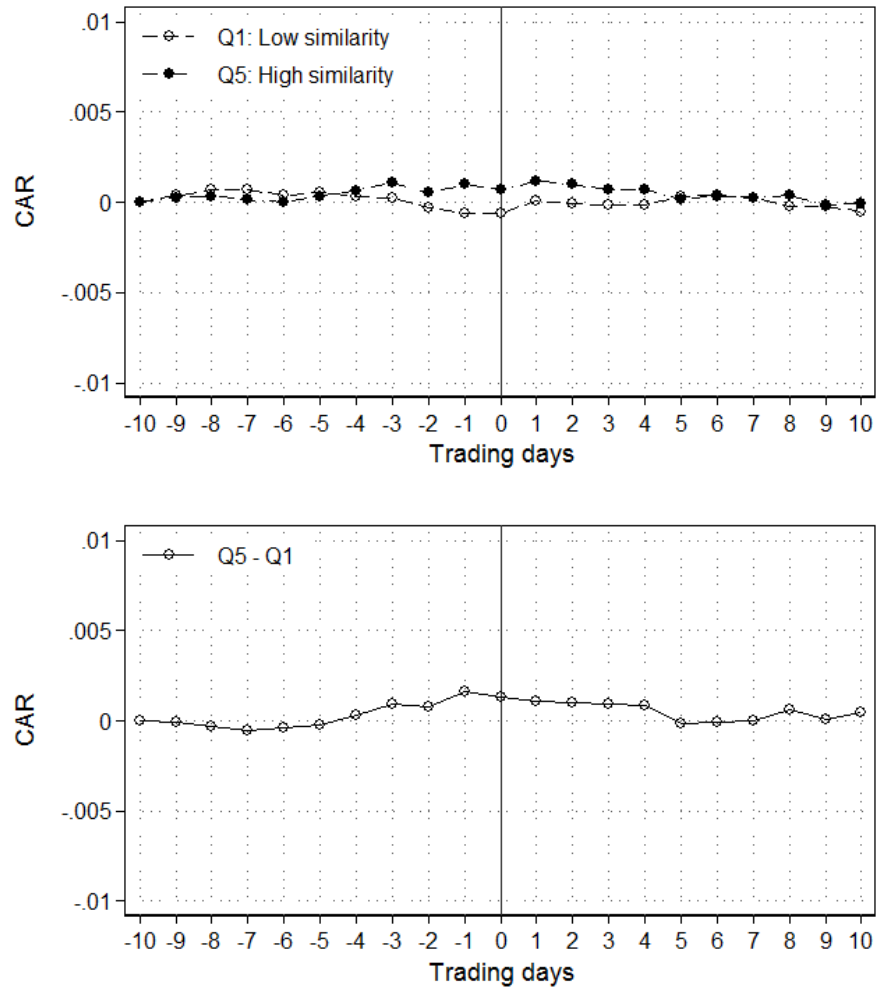 .01
Q1: Low similarity
Q5: High similarity
.005
CAR
0
-.005
-.01
-10 -9 -8 -7 -6 -5 -4 -3 -2 -1 0 1 2 3 4 5 6 7 8 9 10
Trading days
.01
Q5 - Q1
.005
CAR
0
-.005
-.01
-10 -9 -8 -7 -6 -5 -4 -3 -2 -1 0 1 2 3 4 5 6 7 8 9 10
Trading days